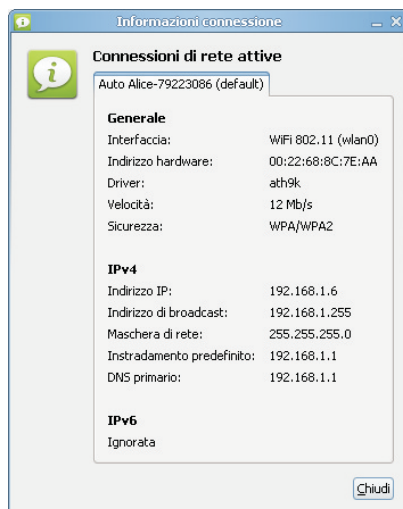 Informazioni connessione
Connessioni di rete attive
Auto Alice-79223086 (default)
Generale
Interfaccia: WiFi 802.11 (wlan0)
Indirizzo hardware: 00:22:68:8C:7E:AA
Driver: ath9k
Velocità: 12 Mb/s
Sicurezza: WPA/WPA2
IPv4
Indirizzo IP: 192.168.1.6
Indirizzo di broadcast: 192.168.1.255
Maschera di rete: 255.255.255.0
Instradamento predefinito: 192.168.1.1
DNS primario: 192.168.1.1
IPv6
Ignorata
Chiudi